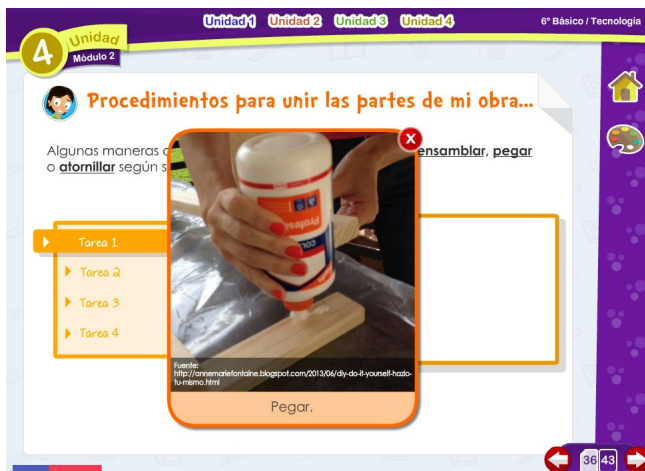 Unidad 1 Unidad 2 Unidad 3 Unidad 4
6º Básico / Tecnología
4 Unidad
Módulo 2
Procedimientos para unir las partes de mi obra...
Algunas maneras
ensamblar, pegar
o atornillar según
Tarea 1
Tarea 2
Tarea 3
Tarea 4
X
Fuente:
http://annemariefontaine.blogspot.com/2013/06/diy-do-it-yourself-hazlo-
tu-mismo.html
Pegar.
36 43